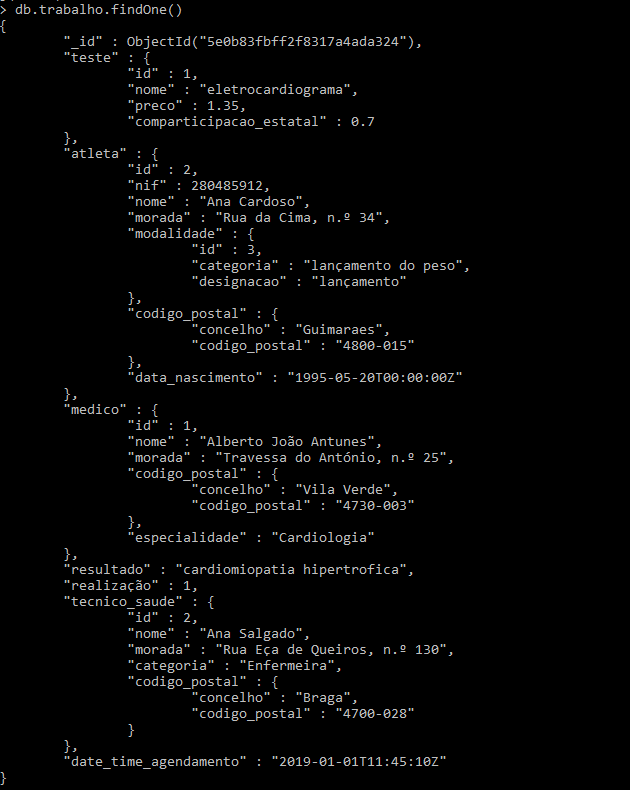 > db.trabalho.findOne()
{
"_id" : ObjectId("5e0b83fbff2f8317a4ada324"),
"teste" : {
"id" : 1,
"nome" : "eletrocardiograma",
"preco" : 1.35,
"comparticipacao_estatal" : 0.7
},
"atleta" : {
"id" : 2,
"nif" : 280485912,
"nome" : "Ana Cardoso",
"morada" : "Rua da Cima, n.º 34",
"modalidade" : {
"id" : 3,
"categoria" : "lançamento do peso",
"designacao" : "lançamento"
},
"codigo_postal" : {
"concelho" : "Guimaraes",
"codigo_postal" : "4800-015"
},
"data_nascimento" : "1995-05-20T00:00:00Z"
},
"medico" : {
"id" : 1,
"nome" : "Alberto João Antunes",
"morada" : "Travessa do António, n.º 25",
"codigo_postal" : {
"concelho" : "Vila Verde",
"codigo_postal" : "4730-003"
},
"especialidade" : "Cardiologia"
},
"resultado" : "cardiomiopatia hipertrofica",
"realização" : 1,
"tecnico_saude" : {
"id" : 2,
"nome" : "Ana Salgado",
"morada" : "Rua Eça de Queiros, n.º 130",
"categoria" : "Enfermeira",
"codigo_postal" : {
"concelho" : "Braga",
"codigo_postal" : "4700-028"
}
},
"date_time_agendamento" : "2019-01-01T11:45:10Z"
}